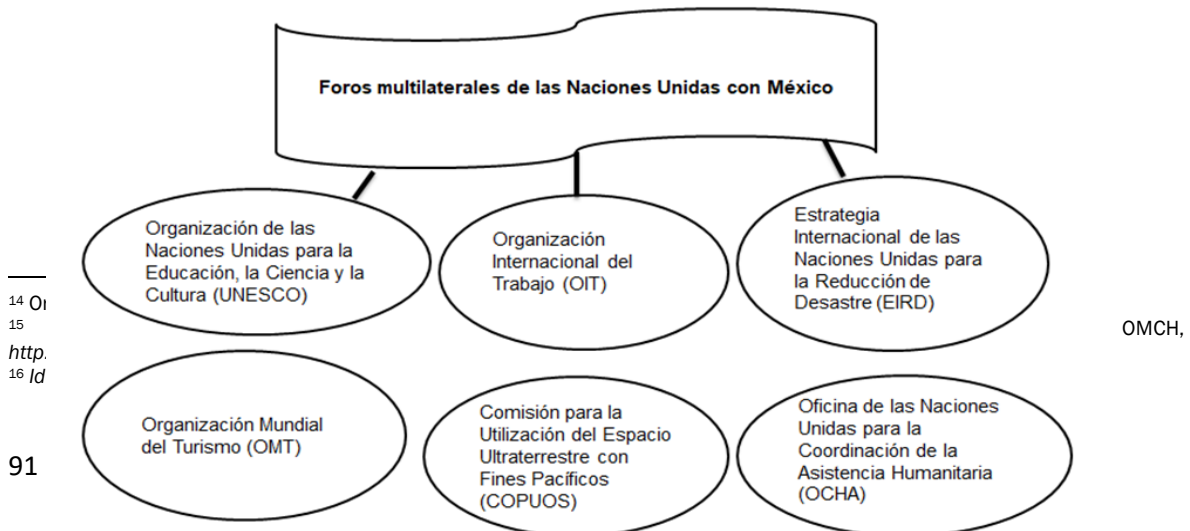 Foros multilaterales de las Naciones Unidas con México
Organización de las
Naciones Unidas para la
Educación, la Ciencia y la
Cultura (UNESCO)
Organización
Internacional del
Trabajo (OIT)
Estrategia
Internacional de las
Naciones Unidas para
la Reducción de
Desastre (EIRD)
14
15
OMCH,
http.
16 Id
Organización Mundial
del Turismo (OMT)
Comisión para la
Utilización del Espacio
Ultraterrestre con
Fines Pacíficos
(COPUOS)
Oficina de las Naciones
Unidas para la
Coordinación de la
Asistencia Humanitaria
(OCHA)
91